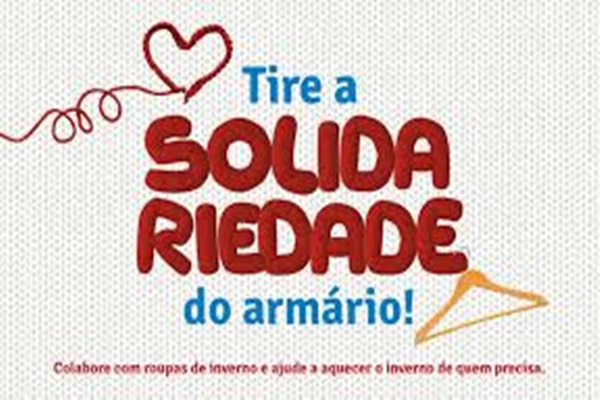 Tire a
SOLIDA
RIEDADE
do armário!
Colabore com roupas de inverno e ajude a aquecer o inverno de quem precisa.